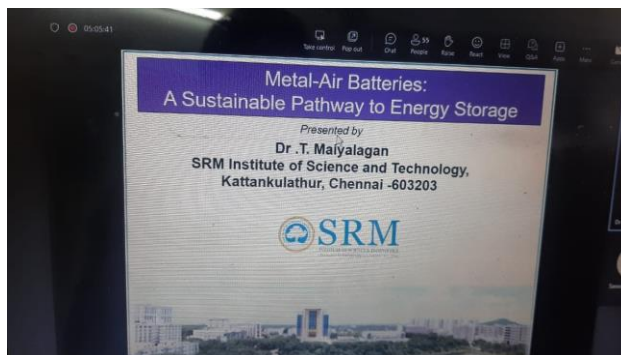 05:05:41
55
Take control Pop out Chat People Raise React View Q&A Apps More
Metal-Air Batteries:
A Sustainable Pathway to Energy Storage
Presented by
Dr .T. Maiyalagan
SRM Institute of Science and Technology,
Kattankulathur, Chennai -603203
SRM